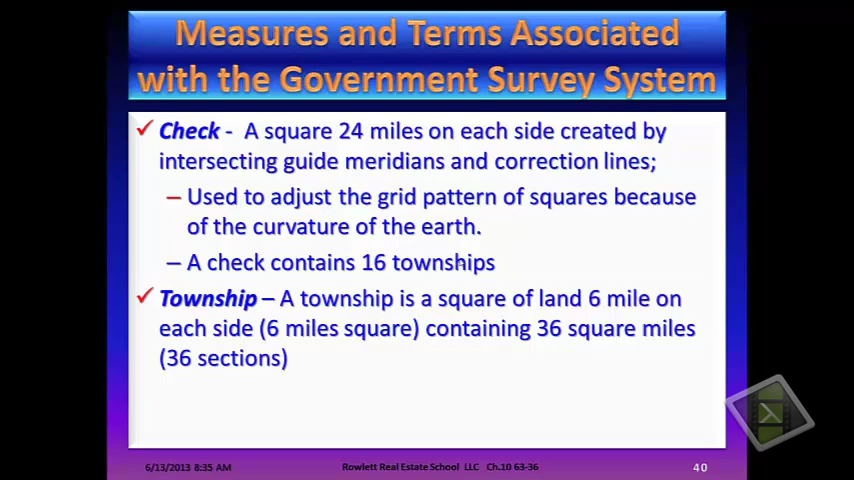 Measures and Terms Associated
with the Government Survey System
Check - A square 24 miles on each side created by
intersecting guide meridians and correction lines;
– Used to adjust the grid pattern of squares because
of the curvature of the earth.
– A check contains 16 townships
Township – A township is a square of land 6 mile on
each side (6 miles square) containing 36 square miles
(36 sections)
6/13/2013 8:35 AM
Rowlett Real Estate School LLC Ch.10 63-36
40